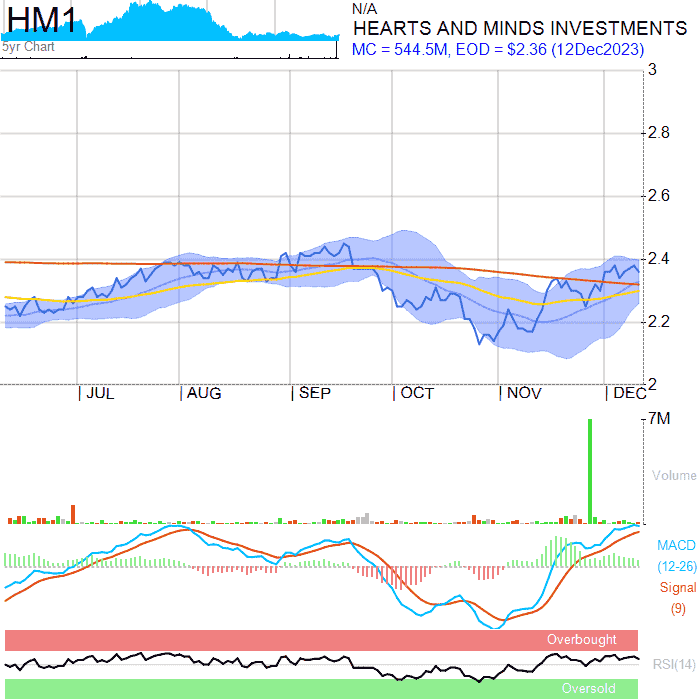 HM1
5yr Chart
N/A
HEARTS AND MINDS INVESTMENTS
MC = 544.5M, EOD = $2.36 (12Dec2023)
3
2.8
2.6
2.4
2.2
2
| JUL | AUG | SEP | OCT | NOV | DEC
7M
Volume
MACD
(12-26)
Signal
(9)
Overbought
RSI(14)
Oversold